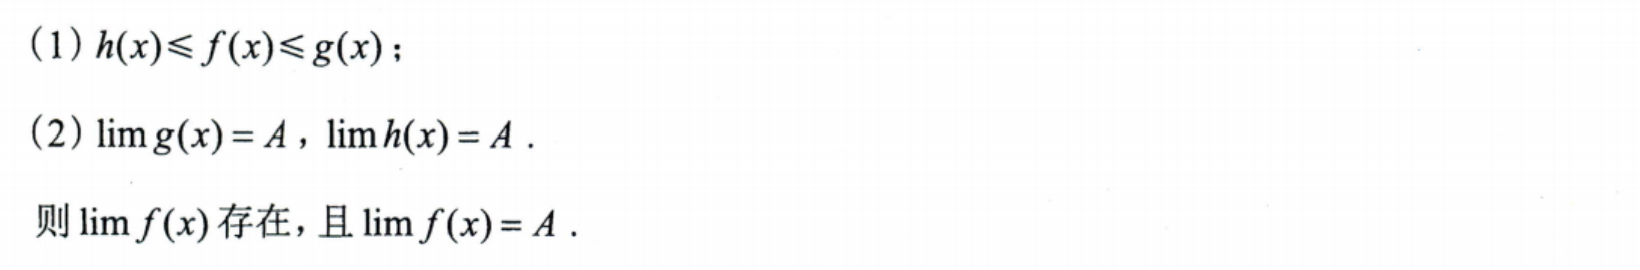 (1) h(x)⩽f(x)⩽g(x)；
(2) lim g(x) = A，lim h(x) = A .
则 lim f(x) 存在，且 lim f(x) = A .